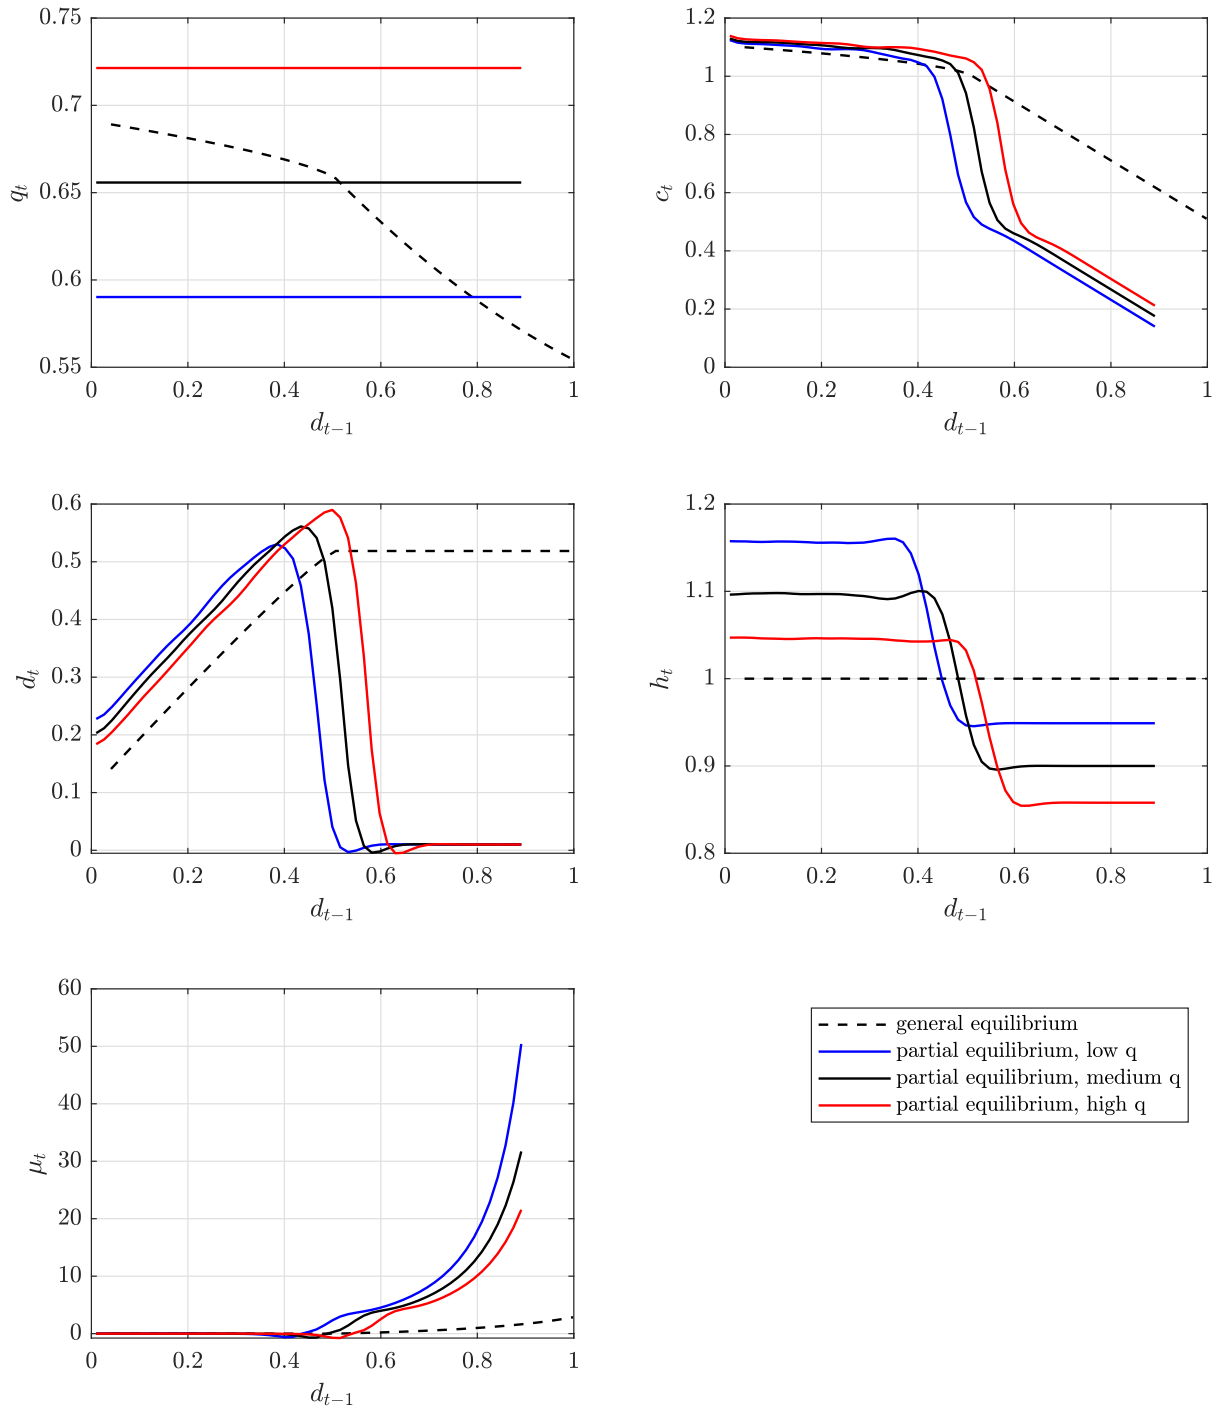 0.75
0.7
0.65
0.6
0.55
q_t
0 0.2 0.4 0.6 0.8 1
d_{t−1}
1.2
1
0.8
0.6
0.4
0.2
0
c_t
0 0.2 0.4 0.6 0.8 1
d_{t−1}
0.6
0.5
0.4
0.3
0.2
0.1
0
d_t
0 0.2 0.4 0.6 0.8 1
d_{t−1}
1.2
1.1
1
0.9
0.8
h_t
0 0.2 0.4 0.6 0.8 1
d_{t−1}
60
50
40
30
20
10
0
μ_t
0 0.2 0.4 0.6 0.8 1
d_{t−1}
general equilibrium
partial equilibrium, low q
partial equilibrium, medium q
partial equilibrium, high q